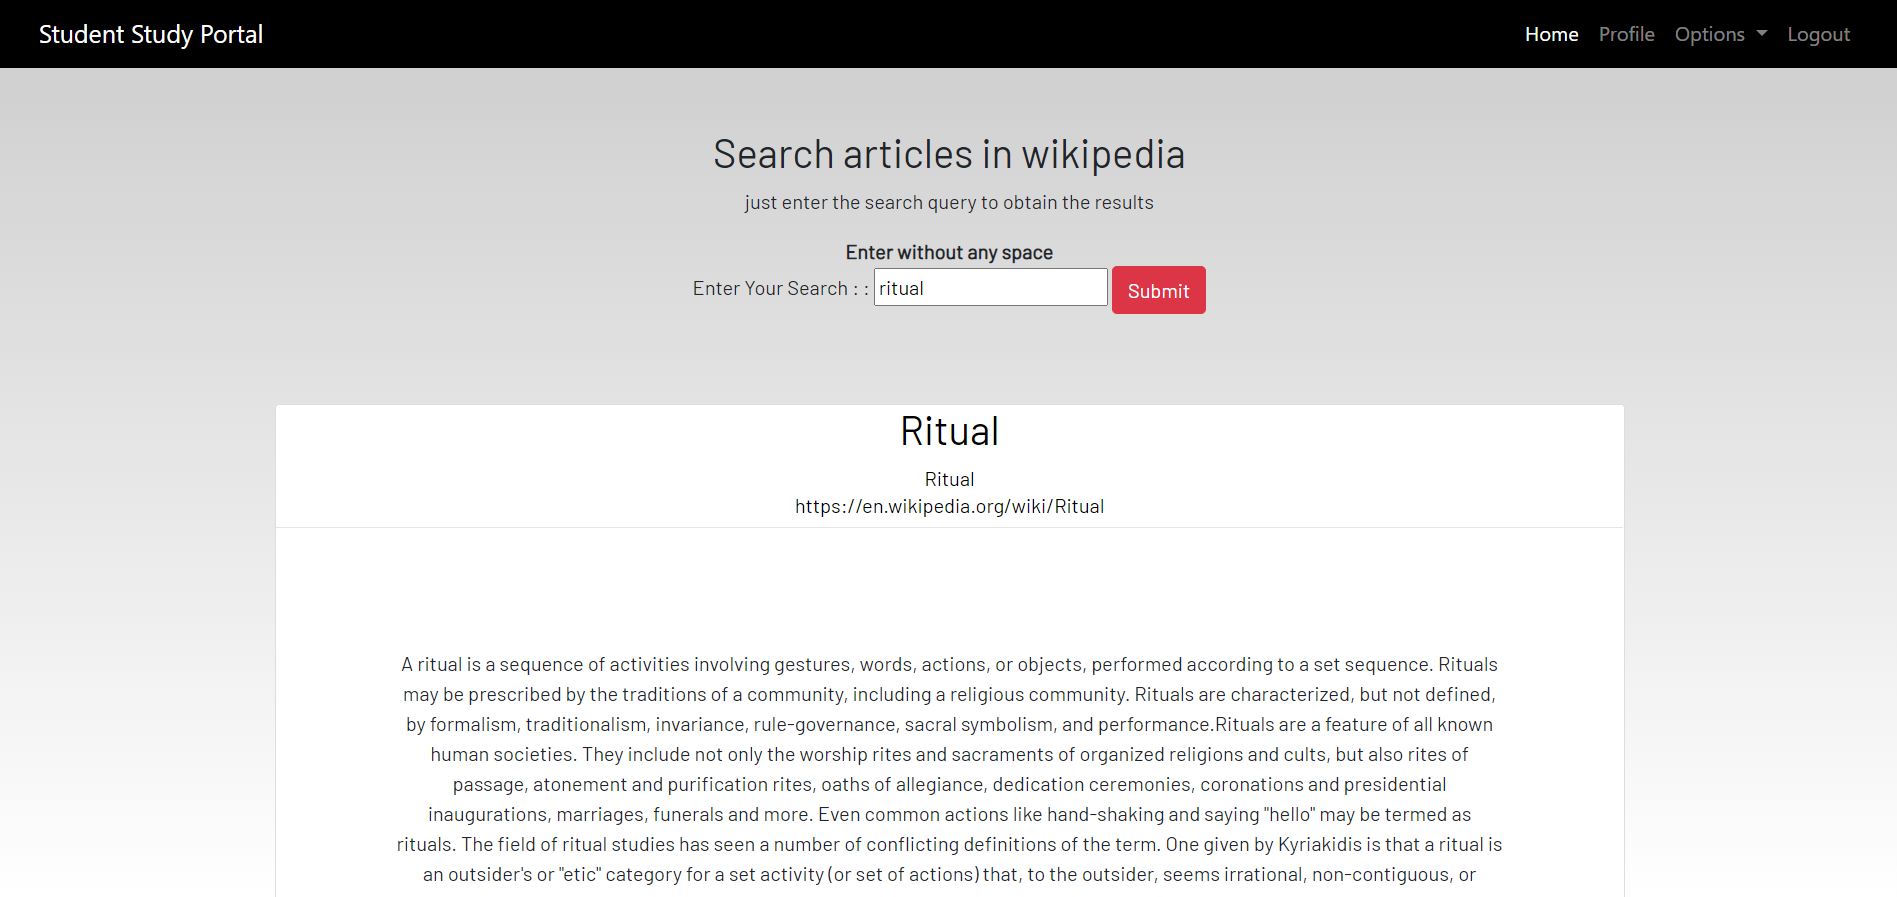 Student Study Portal
Home Profile Options Logout
Search articles in wikipedia
just enter the search query to obtain the results
Enter without any space
Enter Your Search : : ritual Submit
Ritual
Ritual
https://en.wikipedia.org/wiki/Ritual
A ritual is a sequence of activities involving gestures, words, actions, or objects, performed according to a set sequence. Rituals
may be prescribed by the traditions of a community, including a religious community. Rituals are characterized, but not defined,
by formalism, traditionalism, invariance, rule-governance, sacral symbolism, and performance.Rituals are a feature of all known
human societies. They include not only the worship rites and sacraments of organized religions and cults, but also rites of
passage, atonement and purification rites, oaths of allegiance, dedication ceremonies, coronations and presidential
inaugurations, marriages, funerals and more. Even common actions like hand-shaking and saying "hello" may be termed as
rituals. The field of ritual studies has seen a number of conflicting definitions of the term. One given by Kyriakidis is that a ritual is
an outsider's or "etic" category for a set activity (or set of actions) that, to the outsider, seems irrational, non-contiguous, or